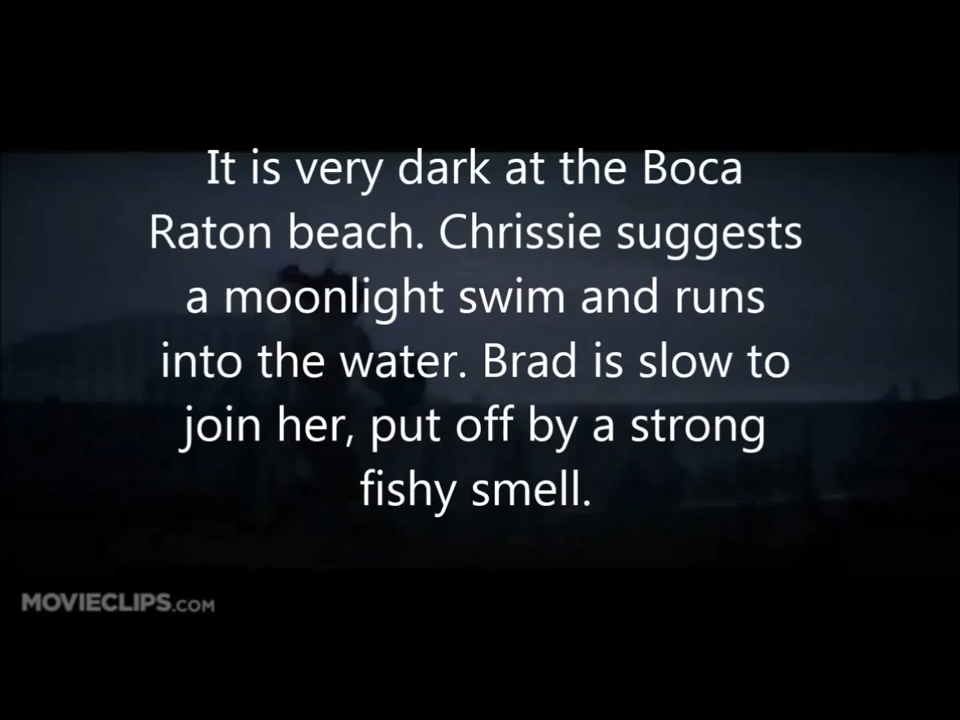 It is very dark at the Boca
Raton beach. Chrissie suggests
a moonlight swim and runs
into the water. Brad is slow to
join her, put off by a strong
fishy smell.
MOVIECLIPS.COM